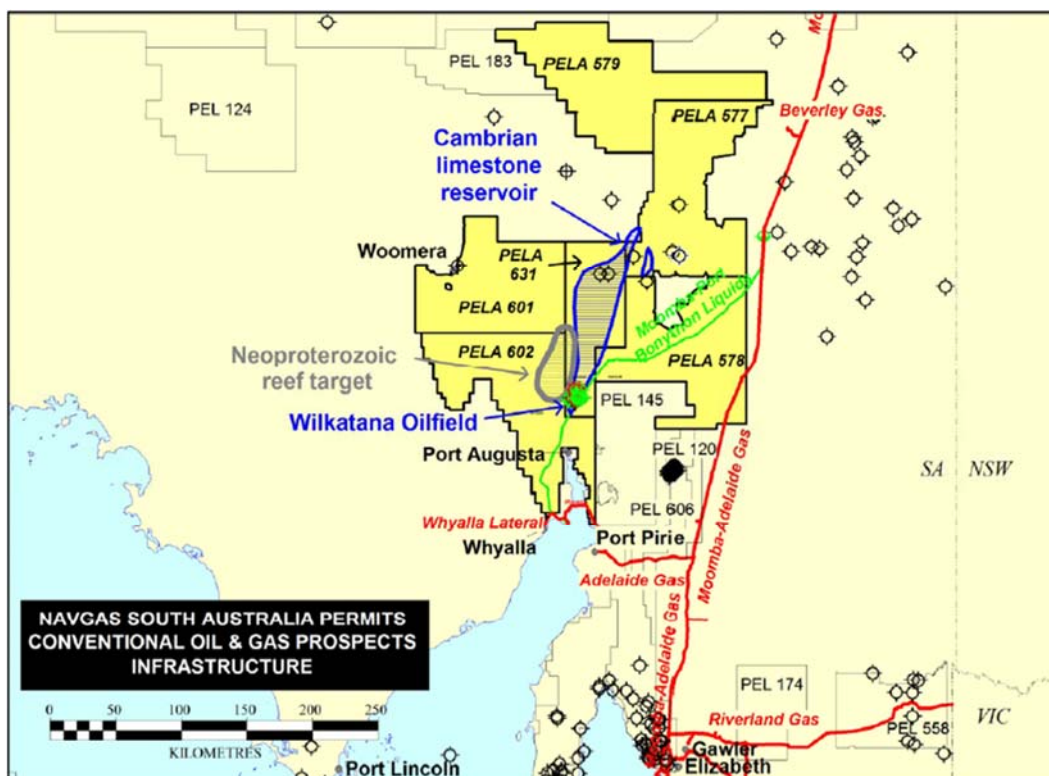 Mo
PELA 579
PEL 183
PEL 124
PELA 577
Beverley Gas
Cambrian
limestone
reservoir
Woomera
PELA
631
PELA 601
Moomba-Port
Bonython Liquids
PELA 602
PELA 578
Neoproterozoic
reef target
PEL 145
Wilkatana Oilfield
Port Augusta
PEL 120
SA
NSW
PEL 606
Whyalla Lateral
Whyalla
Port Pirie
Moomba-Adelaide Gas
Adelaide Gas
NAVGAS SOUTH AUSTRALIA PERMITS
CONVENTIONAL OIL & GAS PROSPECTS
INFRASTRUCTURE
ba-Adelaide Gas
PEL 174
Riverland Gas
PEL 558
VIC
0 50 100 150 200 250
KILOMETRES
Gawler
Elizabeth
Port Lincoln